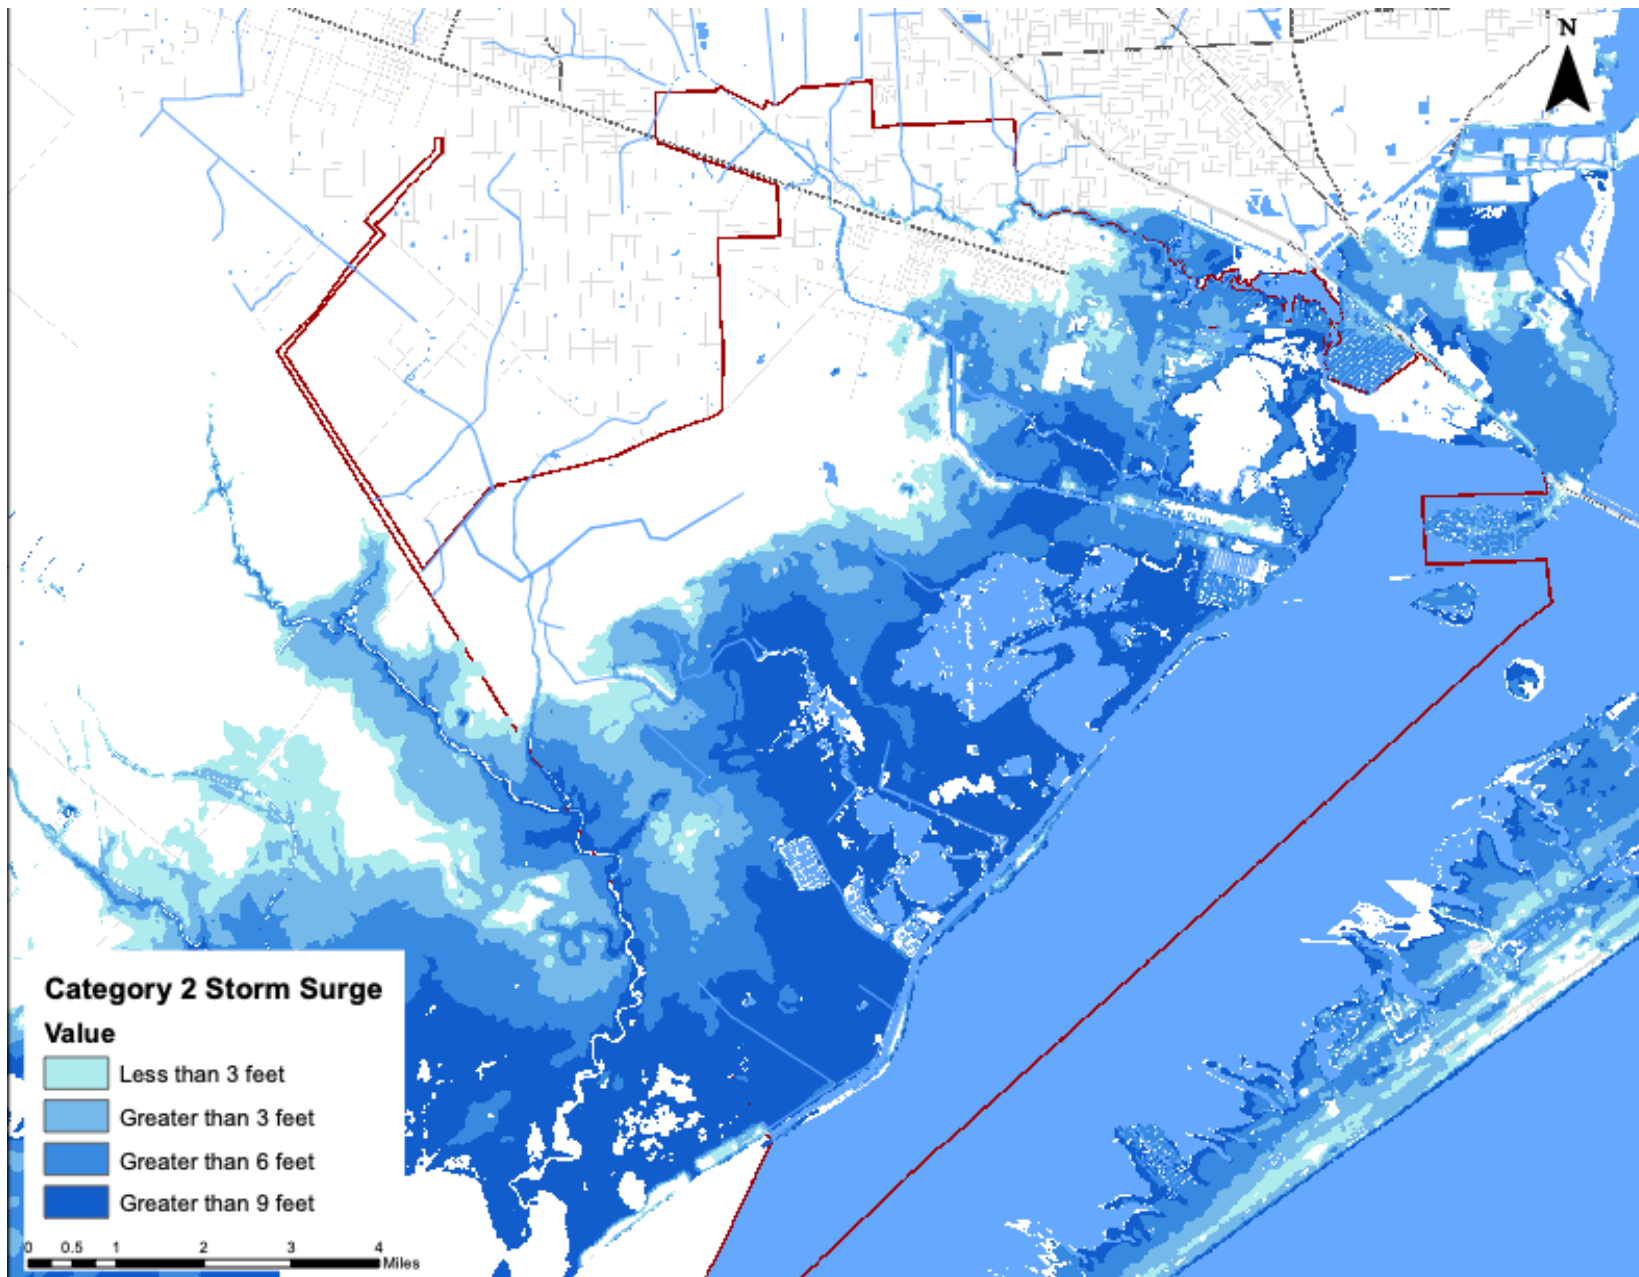 N
Category 2 Storm Surge
Value
Less than 3 feet
Greater than 3 feet
Greater than 6 feet
Greater than 9 feet
0 0.5 1 2 3 4
Miles